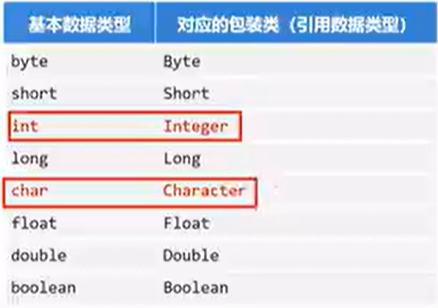 基本数据类型 对应的包装类（引用数据类型）
byte Byte
short Short
int Integer
long Long
char Character
float Float
double Double
boolean Boolean